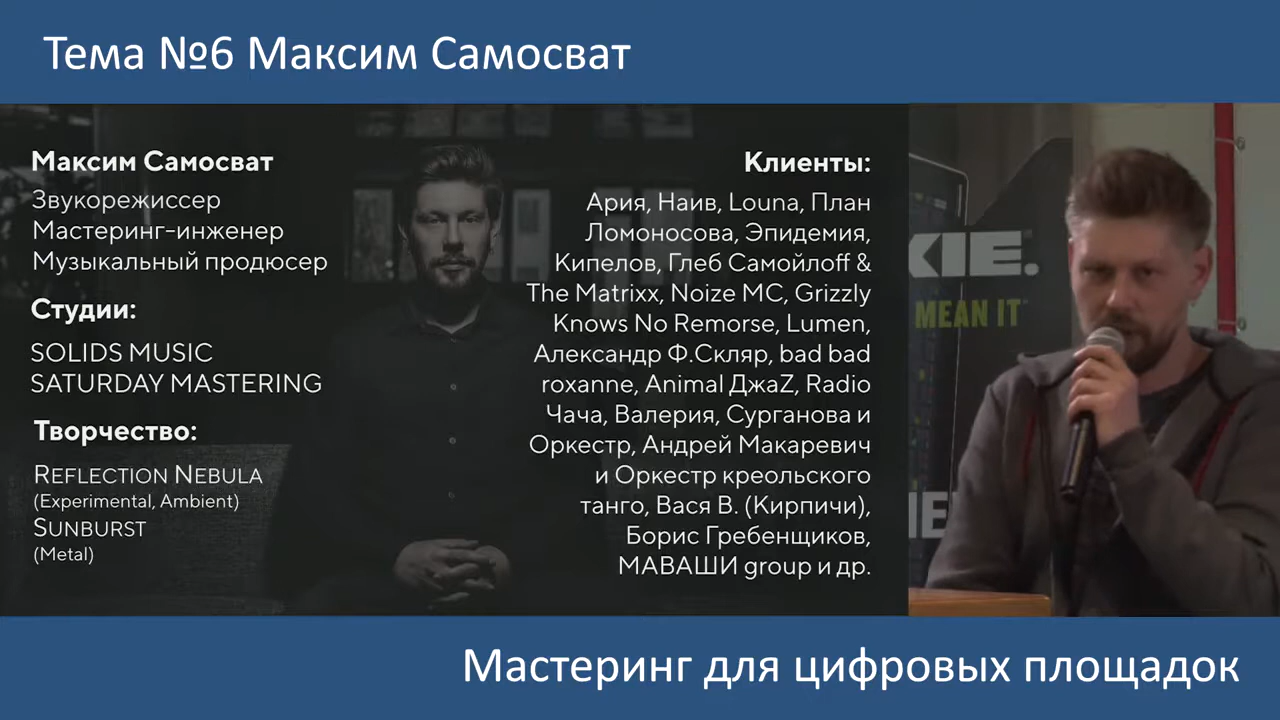 Тема №6 Максим Самосват
Максим Самосват
Звукорежиссер
Мастеринг-инженер
Музыкальный продюсер
Студии:
SOLIDS MUSIC
SATURDAY MASTERING
Творчество:
REFLECTION NEBULA
(Experimental, Ambient)
SUNBURST
(Metal)
Клиенты:
Ария, Наив, Louna, План
Ломоносова, Эпидемия,
Кипелов, Глеб Самойлоff &
The Matrixx, Noize MC, Grizzly
Knows No Remorse, Lumen,
Александр Ф.Скляр, bad bad
roxanne, Animal ДжаZ, Radio
Чача, Валерия, Сурганова и
Оркестр, Андрей Макаревич
и Оркестр креольского
танго, Вася В. (Кирпичи),
Борис Гребенщиков,
МАВАШИ group и др.
KIE.
MEAN IT
Мастеринг для цифровых площадок